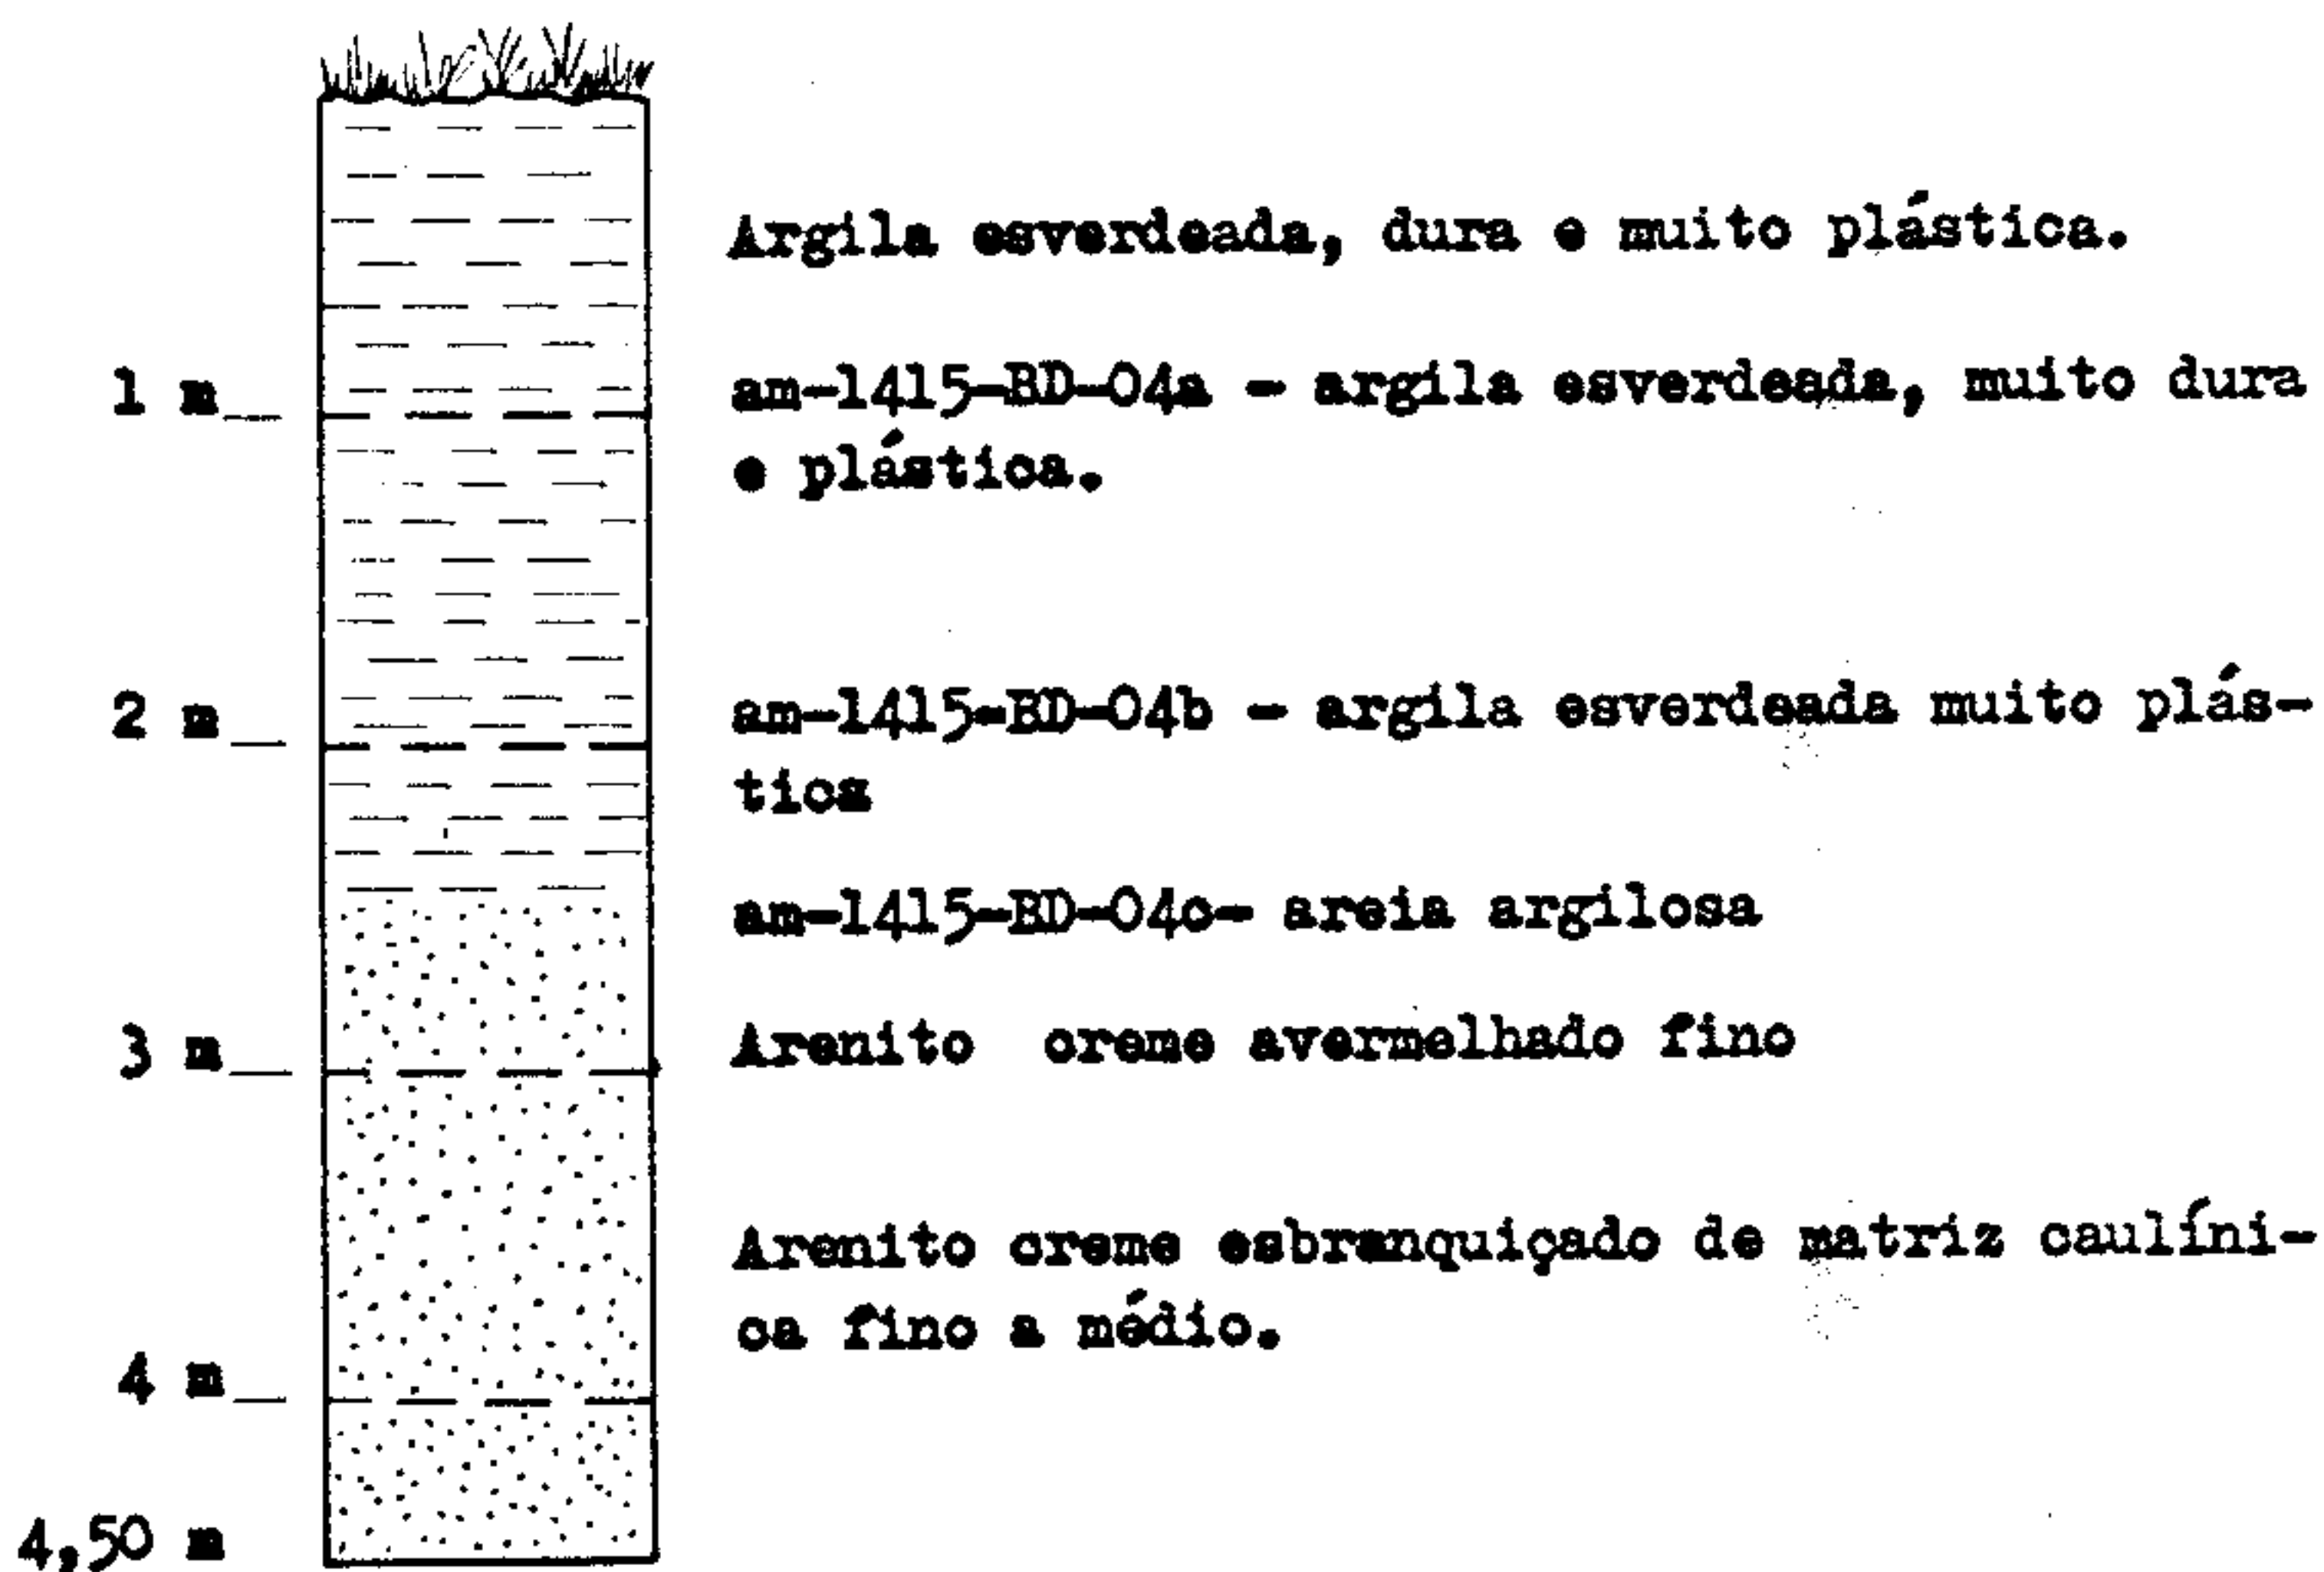 Argila esverdeada, dura e muito plástica.
1 m
am-1415-BD-04a - argila esverdeada, muito dura
e plástica.
2 m
am-1415-BD-04b - argila esverdeada muito plás-
tica
am-1415-BD-04c- areia argilosa
3 m
Arenito creme avermelhado fino
Arenito creme esbranquiçado de matriz caulíni-
ca fino a médio.
4 m
4,50 m